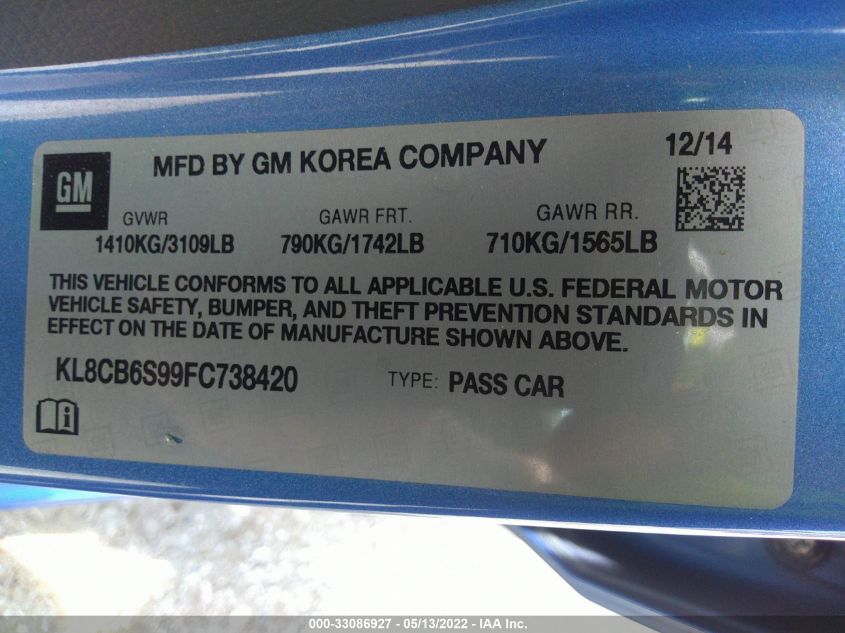 MFD BY GM KOREA COMPANY 12/14
GM
GVWR GAWR FRT. GAWR RR.
1410KG/3109LB 790KG/1742LB 710KG/1565LB
THIS VEHICLE CONFORMS TO ALL APPLICABLE U.S. FEDERAL MOTOR
VEHICLE SAFETY, BUMPER, AND THEFT PREVENTION STANDARDS IN
EFFECT ON THE DATE OF MANUFACTURE SHOWN ABOVE.
KL8CB6S99FC738420 TYPE: PASS CAR
000-33086927 - 05/13/2022 - IAA Inc.